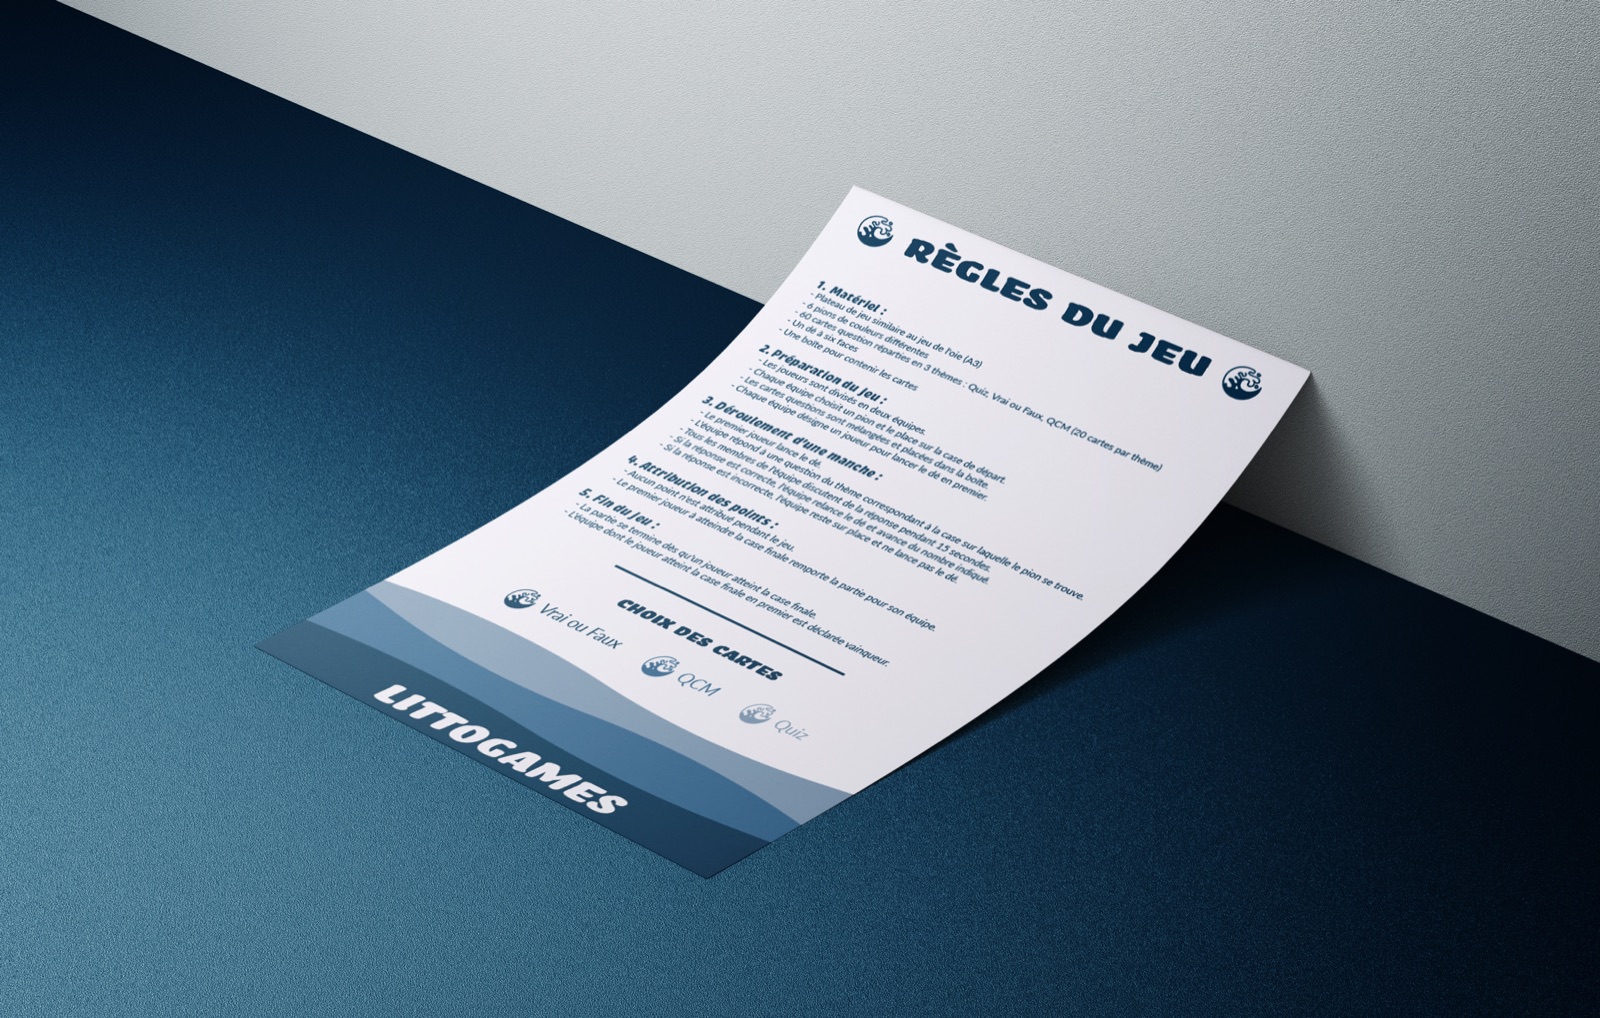 RÈGLES DU JEU
1. Matériel :
- Plateau de jeu similaire au jeu de l'oie (A3)
- 6 pions de couleurs différentes
- 60 cartes question réparties en 3 thèmes : Quiz, Vrai ou Faux, QCM (20 cartes par thème)
- Un dé à six faces
- Une boîte pour contenir les cartes
2. Préparation du jeu :
- Les joueurs sont divisés en deux équipes.
- Chaque équipe choisit un pion et le place sur la case de départ.
- Les cartes questions sont mélangées et placées dans la boîte.
- Chaque équipe désigne un joueur pour lancer le dé en premier.
3. Déroulement d'une manche :
- Le premier joueur lance le dé.
- L'équipe répond à une question du thème correspondant à la case sur laquelle le pion se trouve.
- Tous les membres de l'équipe discutent de la réponse pendant 15 secondes.
- Si la réponse est correcte, l'équipe relance le dé et avance du nombre indiqué.
- Si la réponse est incorrecte, l'équipe reste sur place et ne lance pas le dé.
4. Attribution des points :
- Aucun point n'est attribué pendant le jeu.
- Le premier joueur à atteindre la case finale remporte la partie pour son équipe.
5. Fin du jeu :
- La partie se termine dès qu'un joueur atteint la case finale.
- L'équipe dont le joueur atteint la case finale en premier est déclarée vainqueur.
CHOIX DES CARTES
Vrai ou Faux
QCM
Quiz
LITTOGAMES